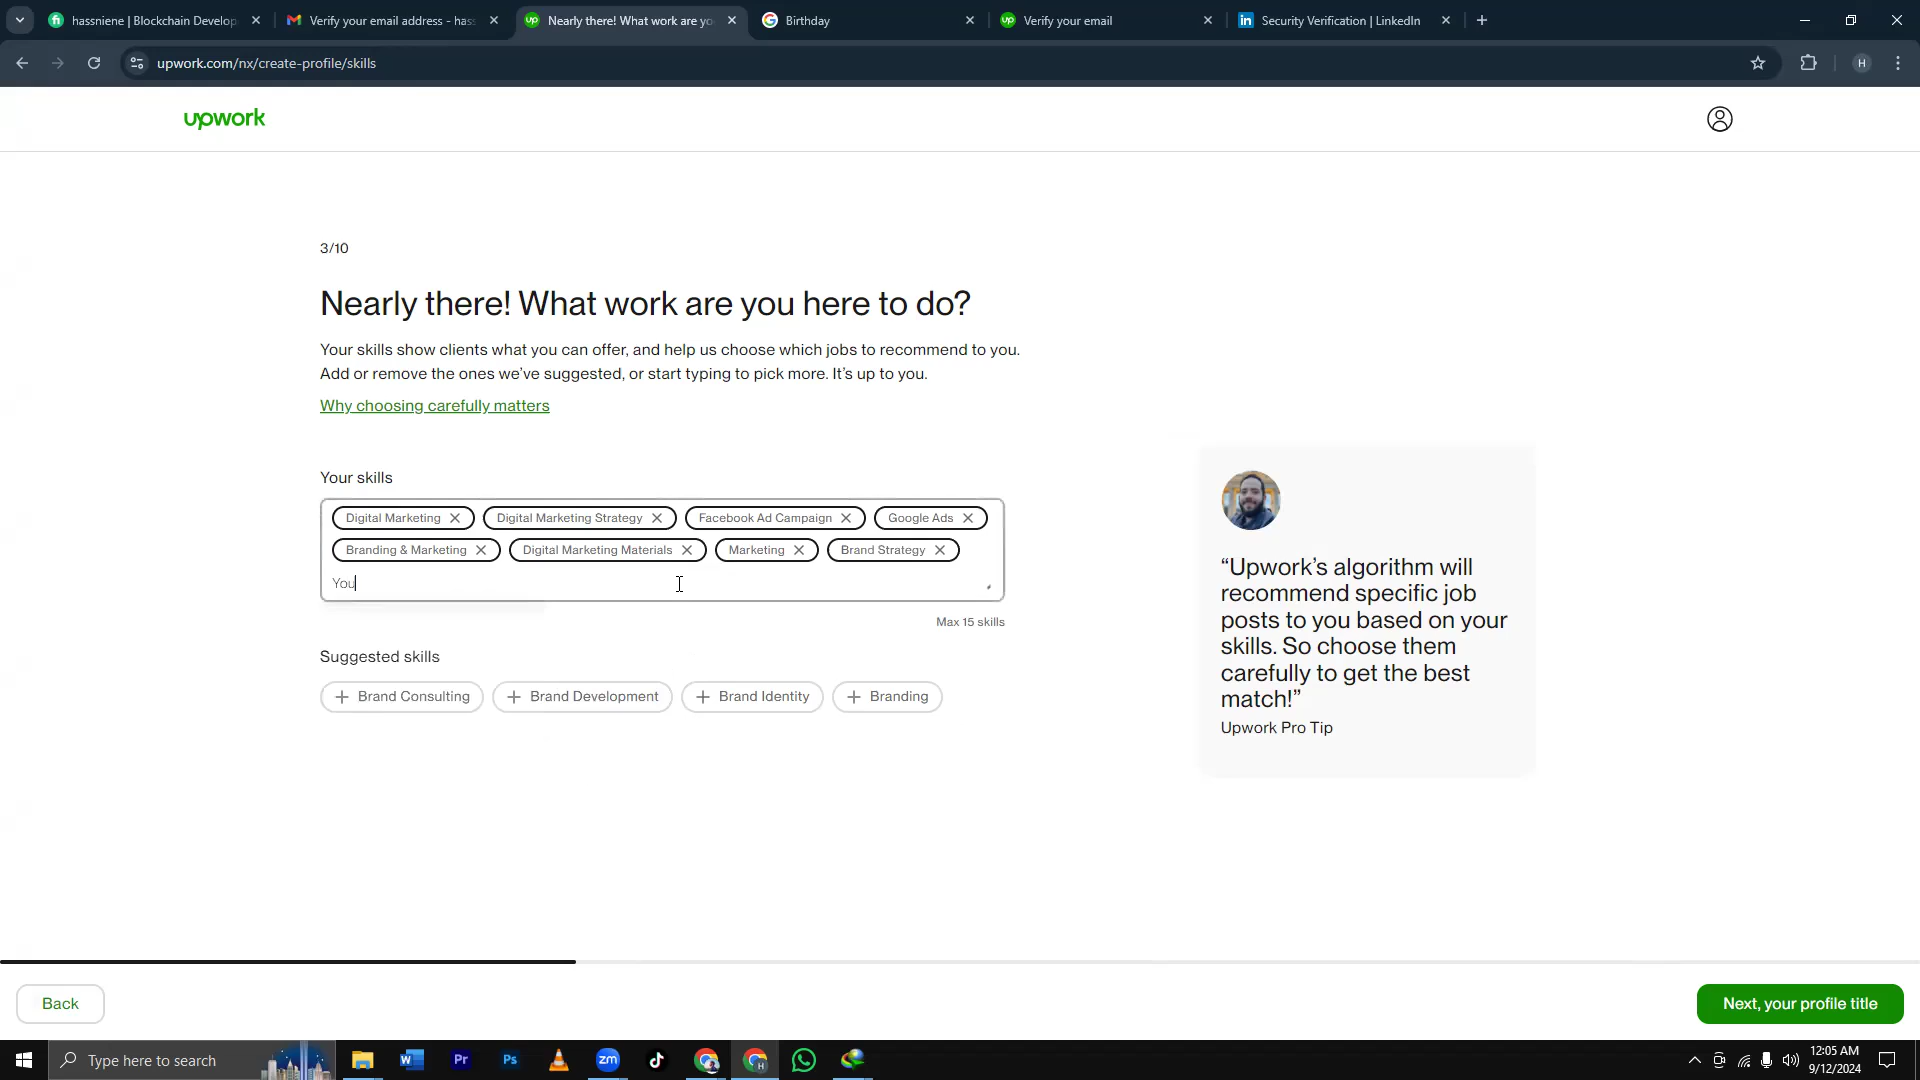 hassniene | Blockchain Develop
Verify your email address - hass
Nearly there! What work are yo
Birthday
Verify your email
Security Verification | LinkedIn
upwork.com/nx/create-profile/skills
H
upwork
3/10
Nearly there! What work are you here to do?
Your skills show clients what you can offer, and help us choose which jobs to recommend to you.
Add or remove the ones we've suggested, or start typing to pick more. It's up to you.
Why choosing carefully matters
Your skills
Digital Marketing
Digital Marketing Strategy
Facebook Ad Campaign
Google Ads
Branding & Marketing
Digital Marketing Materials
Marketing
Brand Strategy
You
Max 15 skills
Suggested skills
Brand Consulting
Brand Development
Brand Identity
Branding
“Upwork’s algorithm will
recommend specific job
posts to you based on your
skills. So choose them
carefully to get the best
match!”
Upwork Pro Tip
Back
Next, your profile title
Type here to search
12:05 AM
9/12/2024